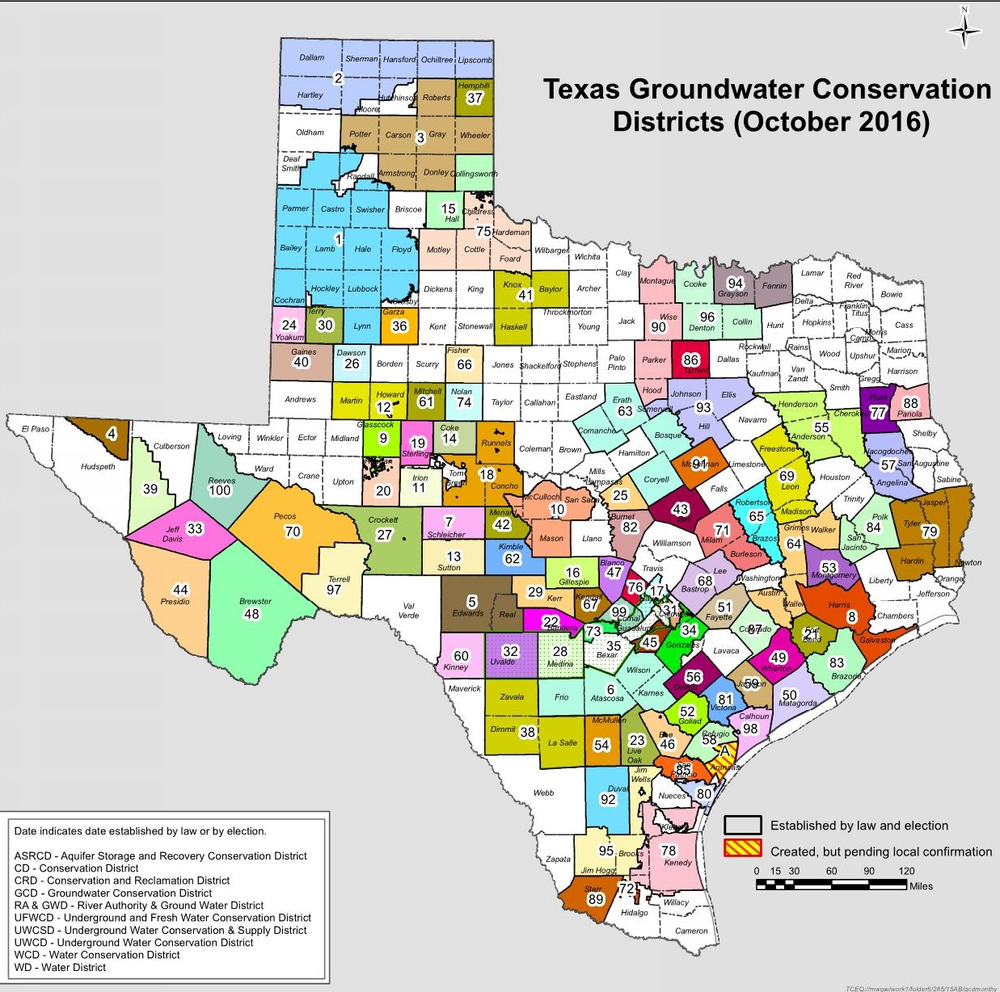 N
Texas Groundwater Conservation
Districts (October 2016)
Dallam Sherman Hansford Ochiltree Lipscomb
2
Hartley Moore Hutchinson Roberts Hemphill
37
Oldham Potter Carson 3 Gray Wheeler
Deaf
Smith Randall Armstrong Donley Collingsworth
Parmer Castro Swisher Briscoe 15 Hall Childress
75 Hardeman
Bailey Lamb 1 Hale Floyd Motley Cottle Foard Wilbarger Wichita Clay
Montague Cooke 94 Grayson Fannin Lamar Red
River Bowie
Cochran Hockley Lubbock Crosby Dickens King Knox 41 Baylor Archer
Delta Franklin Titus Morris Cass Camp
24 Yoakum Terry 30 Lynn Garza 36 Kent Stonewall Haskell Throckmorton Young Jack Wise 90 96 Denton Collin Hunt Hopkins
Gaines 40 Dawson 26 Borden Scurry Fisher 66 Jones Shackelford Stephens Palo
Pinto Parker 86 Tarrant Dallas Rockwall Rains Wood Upshur Marion
Kaufman Van
Zandt Gregg Harrison Smith
Andrews Martin Howard 12 Mitchell 61 Nolan 74 Taylor Callahan Eastland Erath 63 Hood Somervell Johnson Ellis 93 Hill Navarro Henderson 55 Anderson Cherokee Rusk 77 88 Panola
El Paso 4 Hudspeth Culberson Loving Winkler Ector Midland Glasscock 9 19 Sterling Coke 14 Runnels Coleman Brown Comanche Hamilton Bosque Freestone Nacogdoches Shelby
39 Reeves 100 Ward Crane Upton Reagan 20 Irion 11 Tom
Green 18 Concho Mills Lampasas 25 Coryell McLennan 91 Limestone 69 Leon Houston 57 Angelina San Augustine Sabine
McCulloch San Saba 10 Burnet 82 43 Bell Falls Robertson 65 Brazos Madison Trinity Polk 84 Tyler 79 Jasper Newton
Jeff
Davis 33 Pecos 70 Crockett 27 7 Schleicher Menard 42 Mason Llano Williamson Milam 71 Burleson Grimes 64 Walker San
Jacinto Hardin
44 Presidio Brewster 48 Terrell 97 13 Sutton Kimble 62 16 Gillespie Blanco 47 Travis Lee 68 Bastrop Washington 53 Montgomery Liberty Orange Jefferson
Val
Verde 5 Edwards Real 29 Kerr Kendall 67 76 17 Hays 99 Comal 31 Caldwell 51 Fayette Austin Waller Harris 8 Chambers
22 Bandera 73 Guadalupe 45 34 Gonzales 87 Colorado Fort
Bend 21 Galveston
60 Kinney 32 Uvalde 28 Medina 35 Bexar Wilson Lavaca 49 Wharton 83 Brazoria
Maverick Zavala Frio 6 Atascosa Karnes 56 DeWitt 59 Jackson 50 Matagorda
81 Victoria
Dimmit 38 La Salle McMullen 54 23 Live
Oak Bee 46 52 Goliad Refugio 58 Calhoun 98
A
Aransas
Webb Duval 92 Jim
Wells San
Patricio 85 Nueces 80
Kleberg
Zapata 95 Jim Hogg Brooks 78 Kenedy
Starr 89 72 Hidalgo Willacy
Cameron
Established by law and election
Created, but pending local confirmation
0 15 30 60 90 120
Miles
Date indicates date established by law or by election.
ASRCD - Aquifer Storage and Recovery Conservation District
CD - Conservation District
CRD - Conservation and Reclamation District
GCD - Groundwater Conservation District
RA & GWD - River Authority & Ground Water District
UFWCD - Underground and Fresh Water Conservation District
UWCSD - Underground Water Conservation & Supply District
UWCD - Underground Water Conservation District
WCD - Water Conservation District
WD - Water District
TCEQ://mwgw/work1/folder6/285/15AB/gcdmonthy